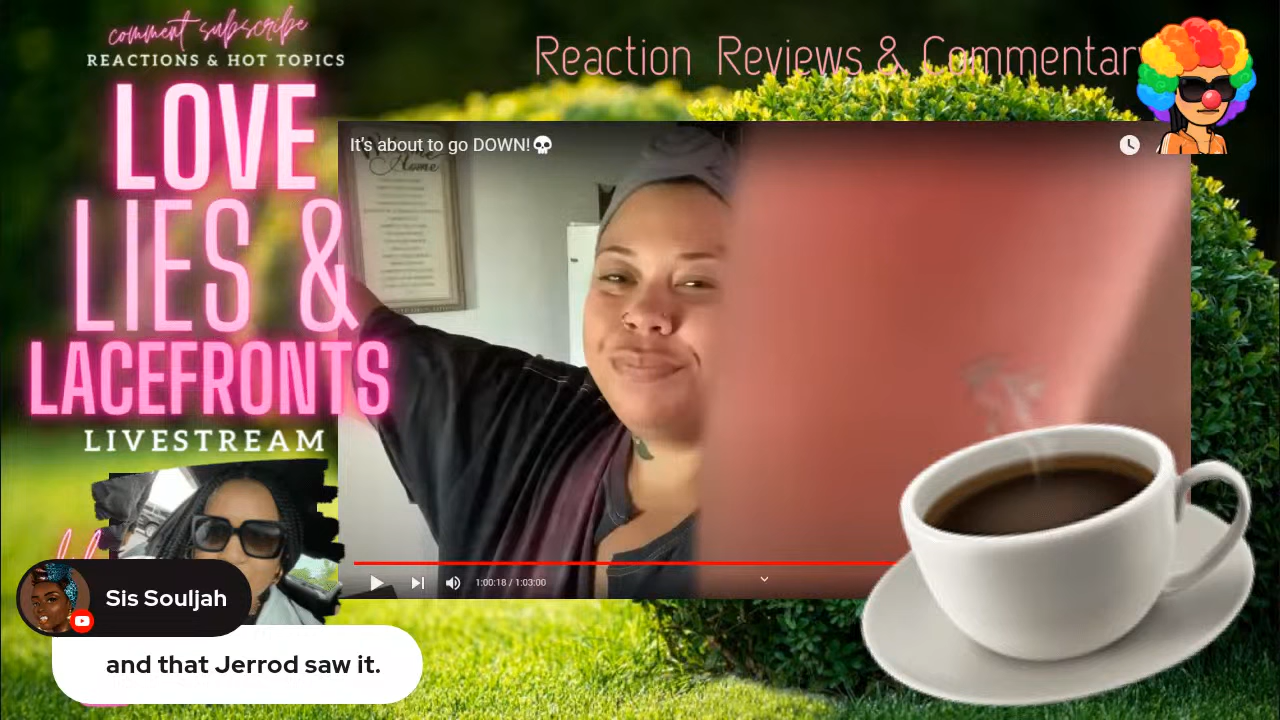 comment subscribe
REACTIONS & HOT TOPICS
LOVE
LIES &
LACEFRONTS
LIVESTREAM
Reaction Reviews & Commentary
It's about to go DOWN!💀
Home
1:00:18 / 1:03:00
Sis Souljah
and that Jerrod saw it.